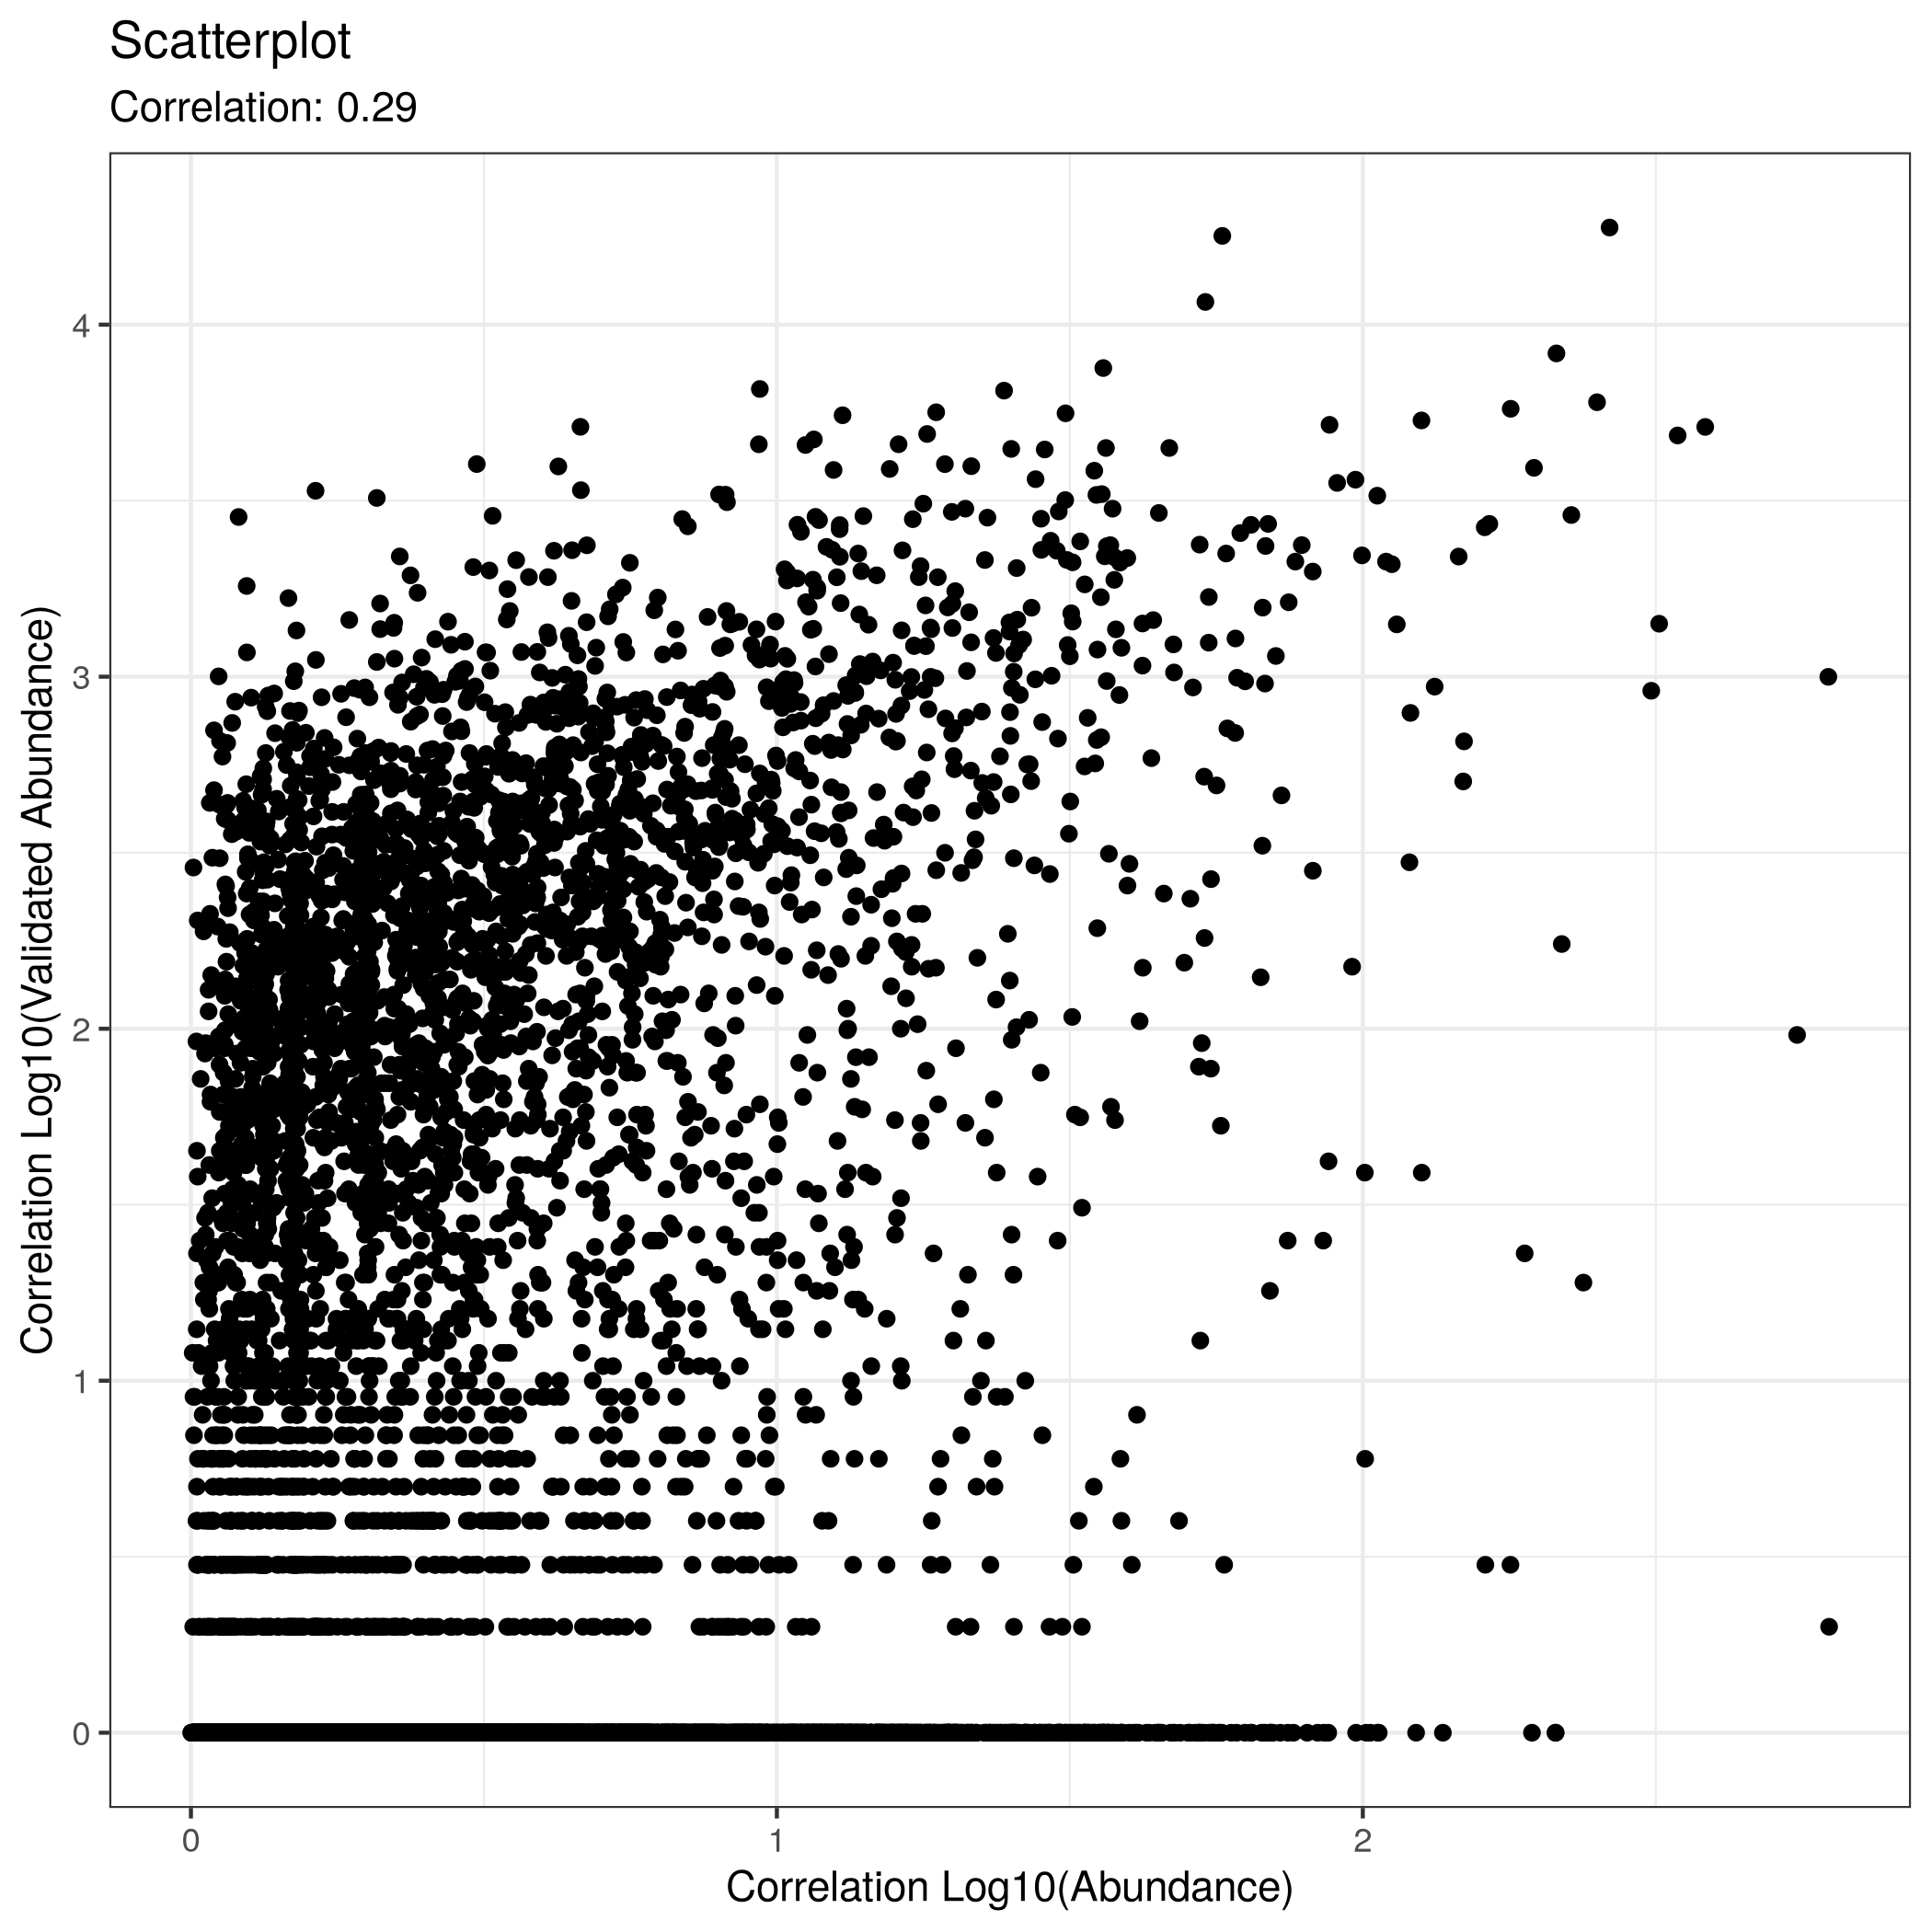 Scatterplot
Correlation: 0.29
Correlation Log10(Validated Abundance)
4
3
2
1
0
0
1
2
Correlation Log10(Abundance)